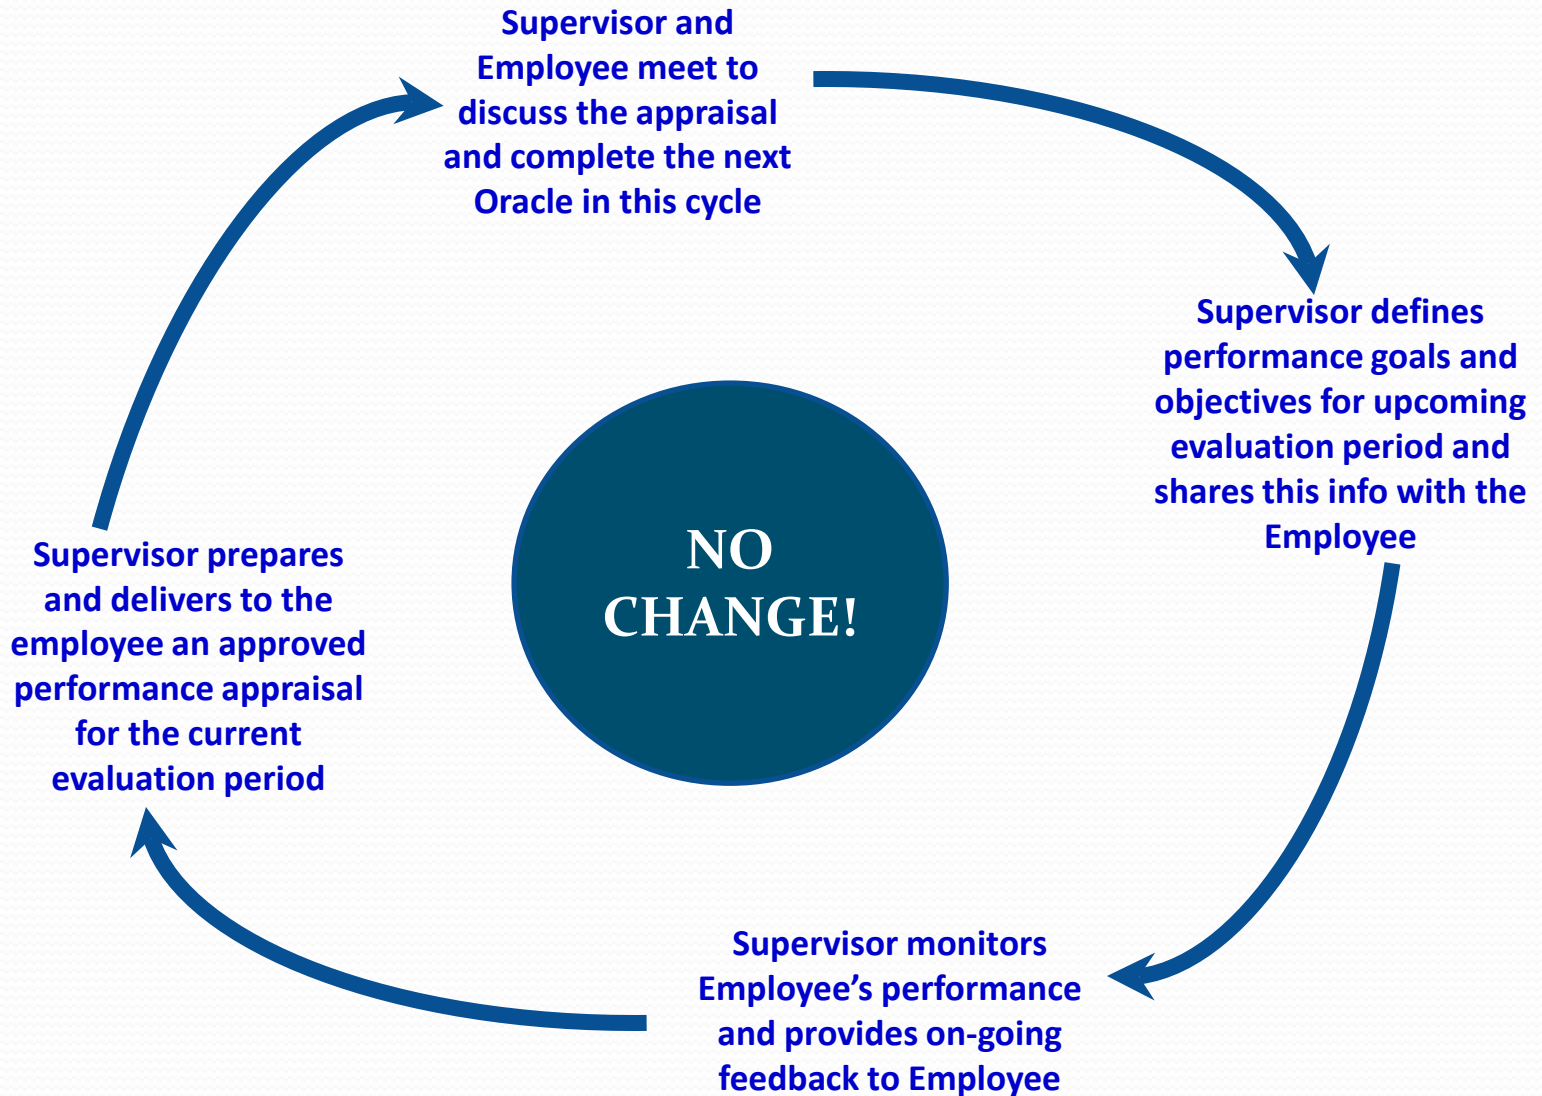 Supervisor and
Employee meet to
discuss the appraisal
and complete the next
Oracle in this cycle
Supervisor defines
performance goals and
objectives for upcoming
evaluation period and
shares this info with the
Employee
Supervisor monitors
Employee’s performance
and provides on-going
feedback to Employee
Supervisor prepares
and delivers to the
employee an approved
performance appraisal
for the current
evaluation period
NO
CHANGE!